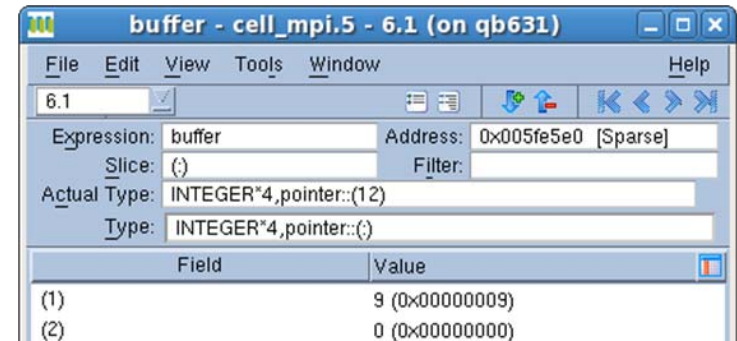 buffer - cell_mpi.5 - 6.1 (on qb631)
File Edit View Tools Window Help
6.1
Expression: buffer Address: 0x005fe5e0 [Sparse]
Slice: (:) Filter:
Actual Type: INTEGER*4,pointer::(12)
Type: INTEGER*4,pointer::(:)
Field Value
(1) 9 (0x00000009)
(2) 0 (0x00000000)